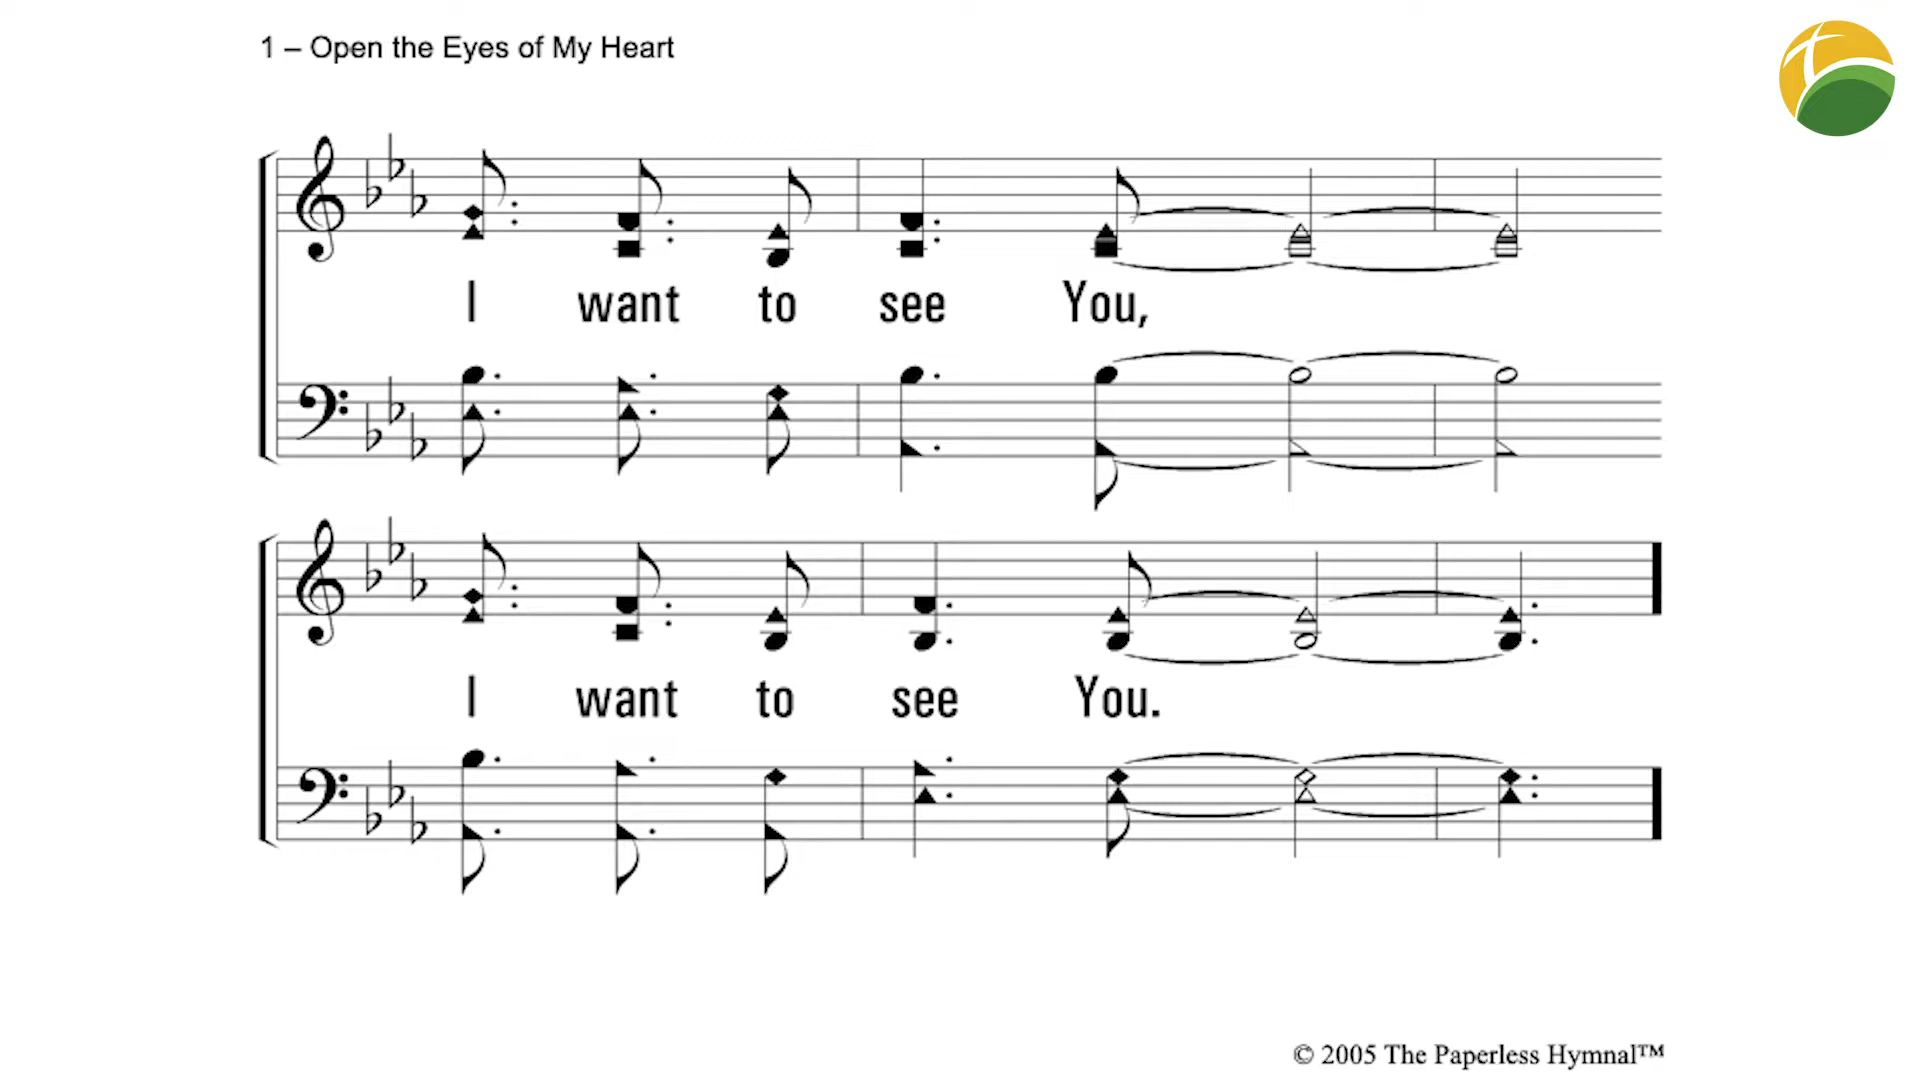 1 – Open the Eyes of My Heart
I want to see You,
I want to see You.
© 2005 The Paperless Hymnal™